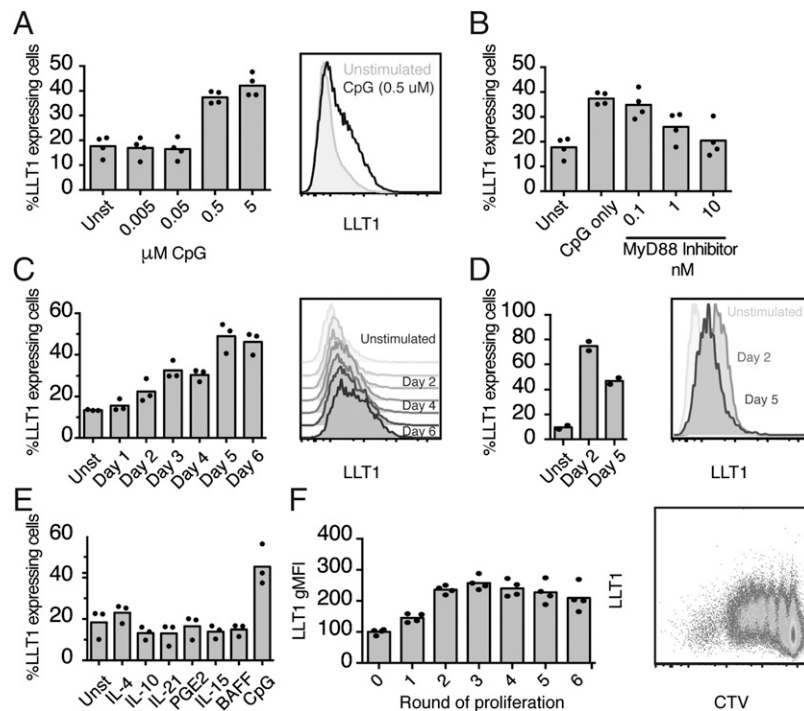 A
%LLT1 expressing cells
50
40
30
20
10
0
Unst
0.005
0.05
0.5
5
μM CpG
Unstimulated
CpG (0.5 uM)
LLT1
B
%LLT1 expressing cells
50
40
30
20
10
0
Unst
CpG only
0.1
1
10
MyD88 Inhibitor
nM
C
%LLT1 expressing cells
60
40
20
0
Unst
Day 1
Day 2
Day 3
Day 4
Day 5
Day 6
Unstimulated
Day 2
Day 4
Day 6
LLT1
D
%LLT1 expressing cells
100
80
60
40
20
0
Unst
Day 2
Day 5
Unstimulated
Day 2
Day 5
LLT1
E
%LLT1 expressing cells
60
40
20
0
Unst
IL-4
IL-10
IL-21
PGE2
IL-15
BAFF
CpG
F
LLT1 gMFI
400
300
200
100
0
0
1
2
3
4
5
6
Round of proliferation
LLT1
CTV